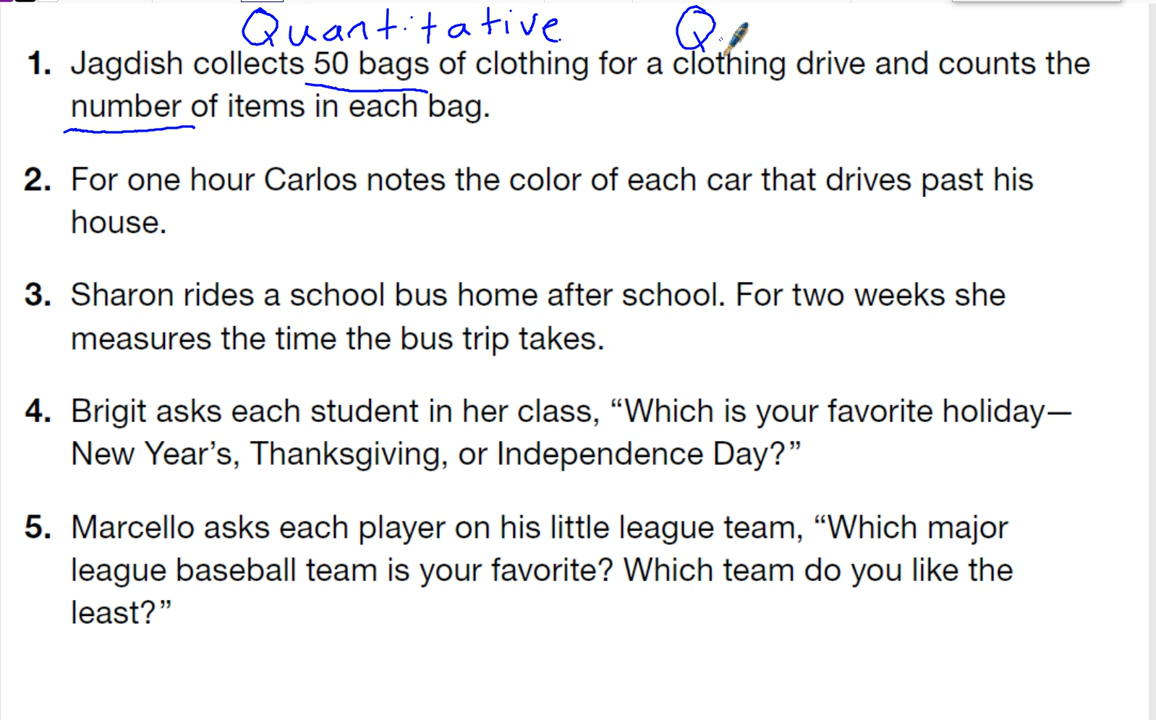 Quantitative Q
1. Jagdish collects 50 bags of clothing for a clothing drive and counts the
number of items in each bag.
2. For one hour Carlos notes the color of each car that drives past his
house.
3. Sharon rides a school bus home after school. For two weeks she
measures the time the bus trip takes.
4. Brigit asks each student in her class, “Which is your favorite holiday—
New Year’s, Thanksgiving, or Independence Day?”
5. Marcello asks each player on his little league team, “Which major
league baseball team is your favorite? Which team do you like the
least?”